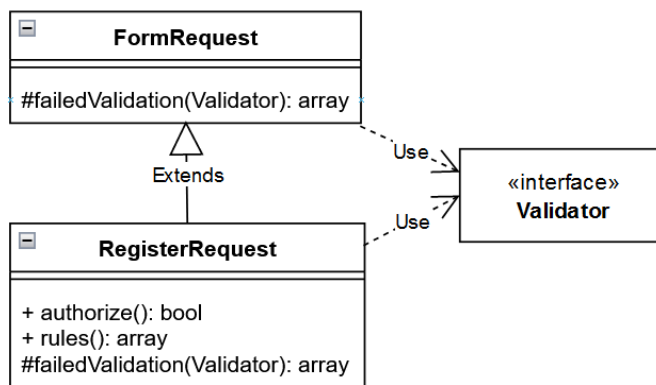 FormRequest
#failedValidation(Validator): array
Use
Extends
«interface»
Validator
Use
RegisterRequest
+ authorize(): bool
+ rules(): array
#failedValidation(Validator): array